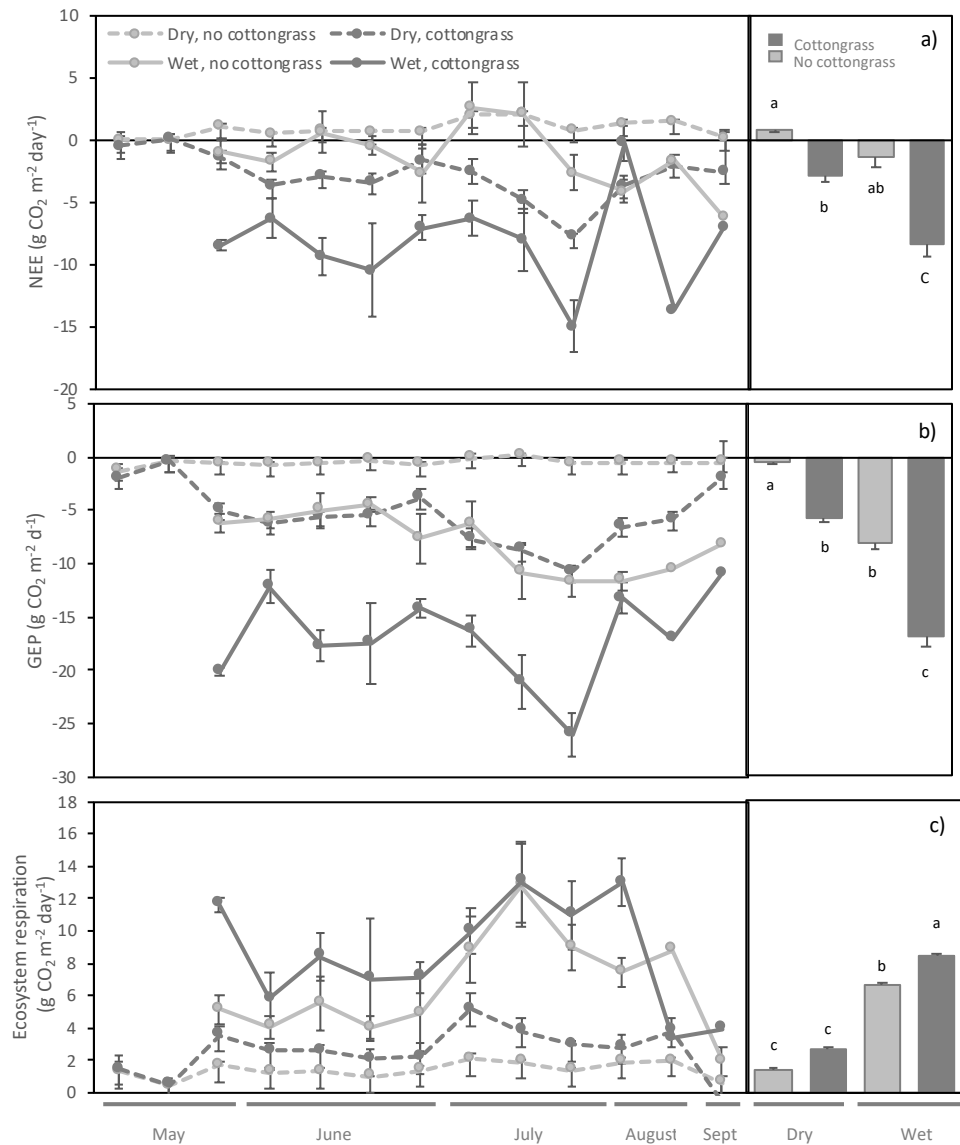 10
5
0
-5
-10
-15
-20
NEE (g CO₂ m⁻² day⁻¹)
Dry, no cottongrass
Dry, cottongrass
Wet, no cottongrass
Wet, cottongrass
a)
Cottongrass
No cottongrass
a
b
ab
C
5
0
-5
-10
-15
-20
-25
-30
GEP (g CO₂ m⁻² d⁻¹)
b)
a
b
b
c
18
16
14
12
10
8
6
4
2
0
Ecosystem respiration
(g CO₂ m⁻² day⁻¹)
c)
c
c
b
a
May
June
July
August
Sept
Dry
Wet